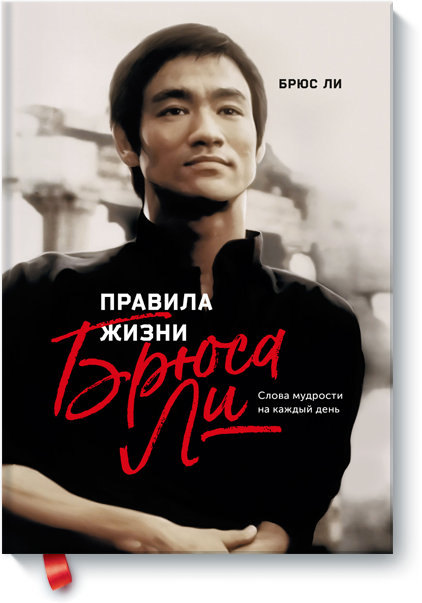 БРЮС ЛИ
ПРАВИЛА
ЖИЗНИ
Брюса
Ли
Слова мудрости
на каждый день